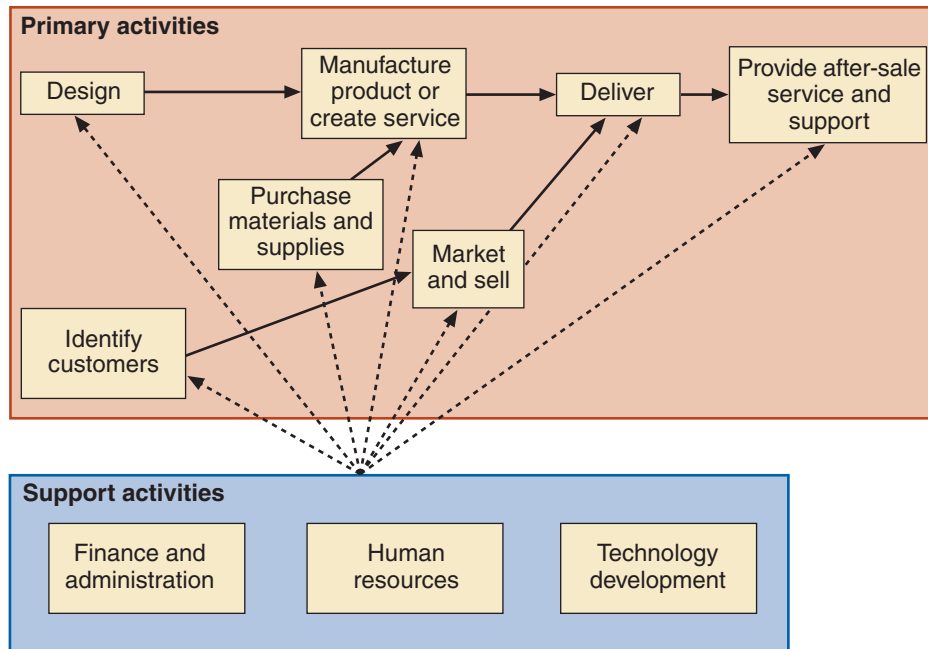 Primary activities
Design
Manufacture
product or
create service
Deliver
Provide after-sale
service and
support
Purchase
materials and
supplies
Market
and sell
Identify
customers
Support activities
Finance and
administration
Human
resources
Technology
development